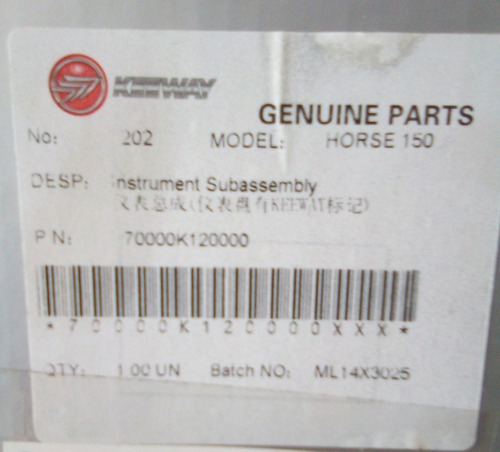 KEEWAY
GENUINE PARTS
No: 202 MODEL: HORSE 150
DESP: Instrument Subassembly
仪表总成(仪表盘有KEEWAY标记)
P N: 70000K120000
*70000K120000XXX*
QTY: 1.00 UN Batch NO: ML14X3025